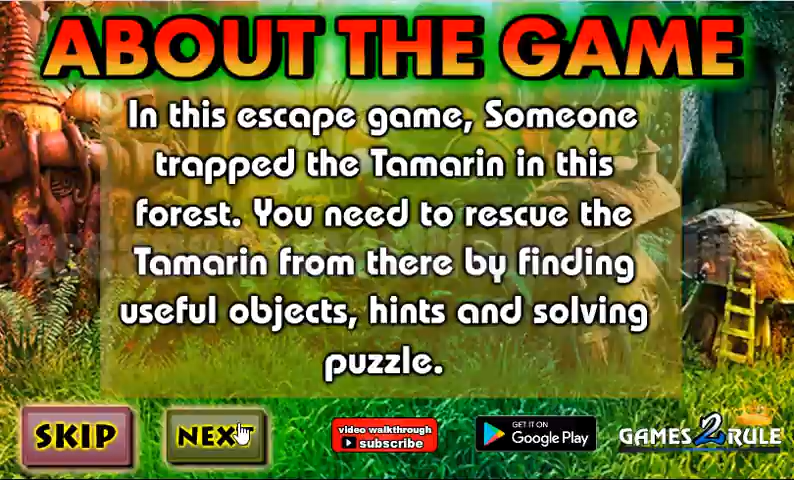 ABOUT THE GAME
In this escape game, Someone
trapped the Tamarin in this
forest. You need to rescue the
Tamarin from there by finding
useful objects, hints and solving
puzzle.
SKIP
NEXT
video walkthrough
subscribe
GET IT ON
Google Play
GAMES2RULE